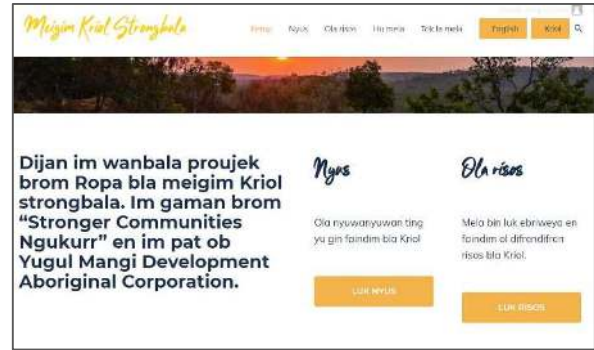 Meigim Kriol Strongbala
Nyus Ola risos Hu mela Tok la mela English Kriol
Dijan im wanbala proujek
brom Ropa bla meigim Kriol
strongbala. Im gaman brom
“Stronger Communities
Ngukurr” en im pat ob
Yugul Mangi Development
Aboriginal Corporation.
Nyus
Ola nyuwanyuwan ting
yu gin faindim bla Kriol
LUK NYUS
Ola risos
Mela bin luk ebriweya en
faindim ol difrendifren
risos bla Kriol.
LUK RISOS